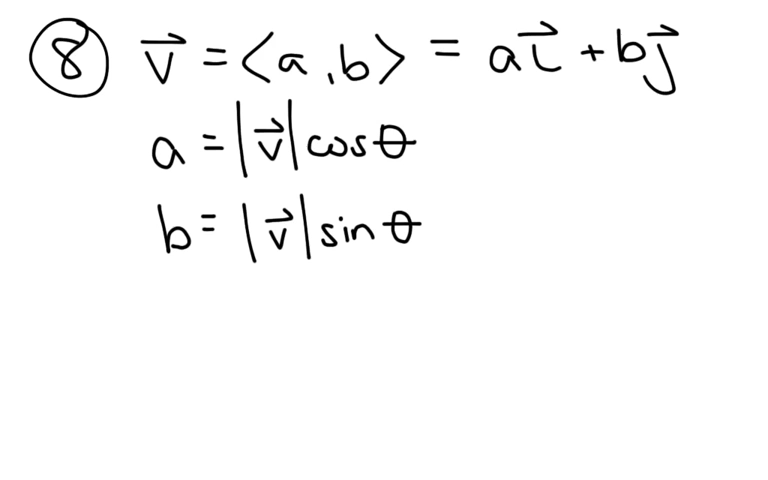 ⑧ v⃗ = ⟨a, b⟩ = ai⃗ + bj⃗
a = |v⃗| cos θ
b = |v⃗| sin θ